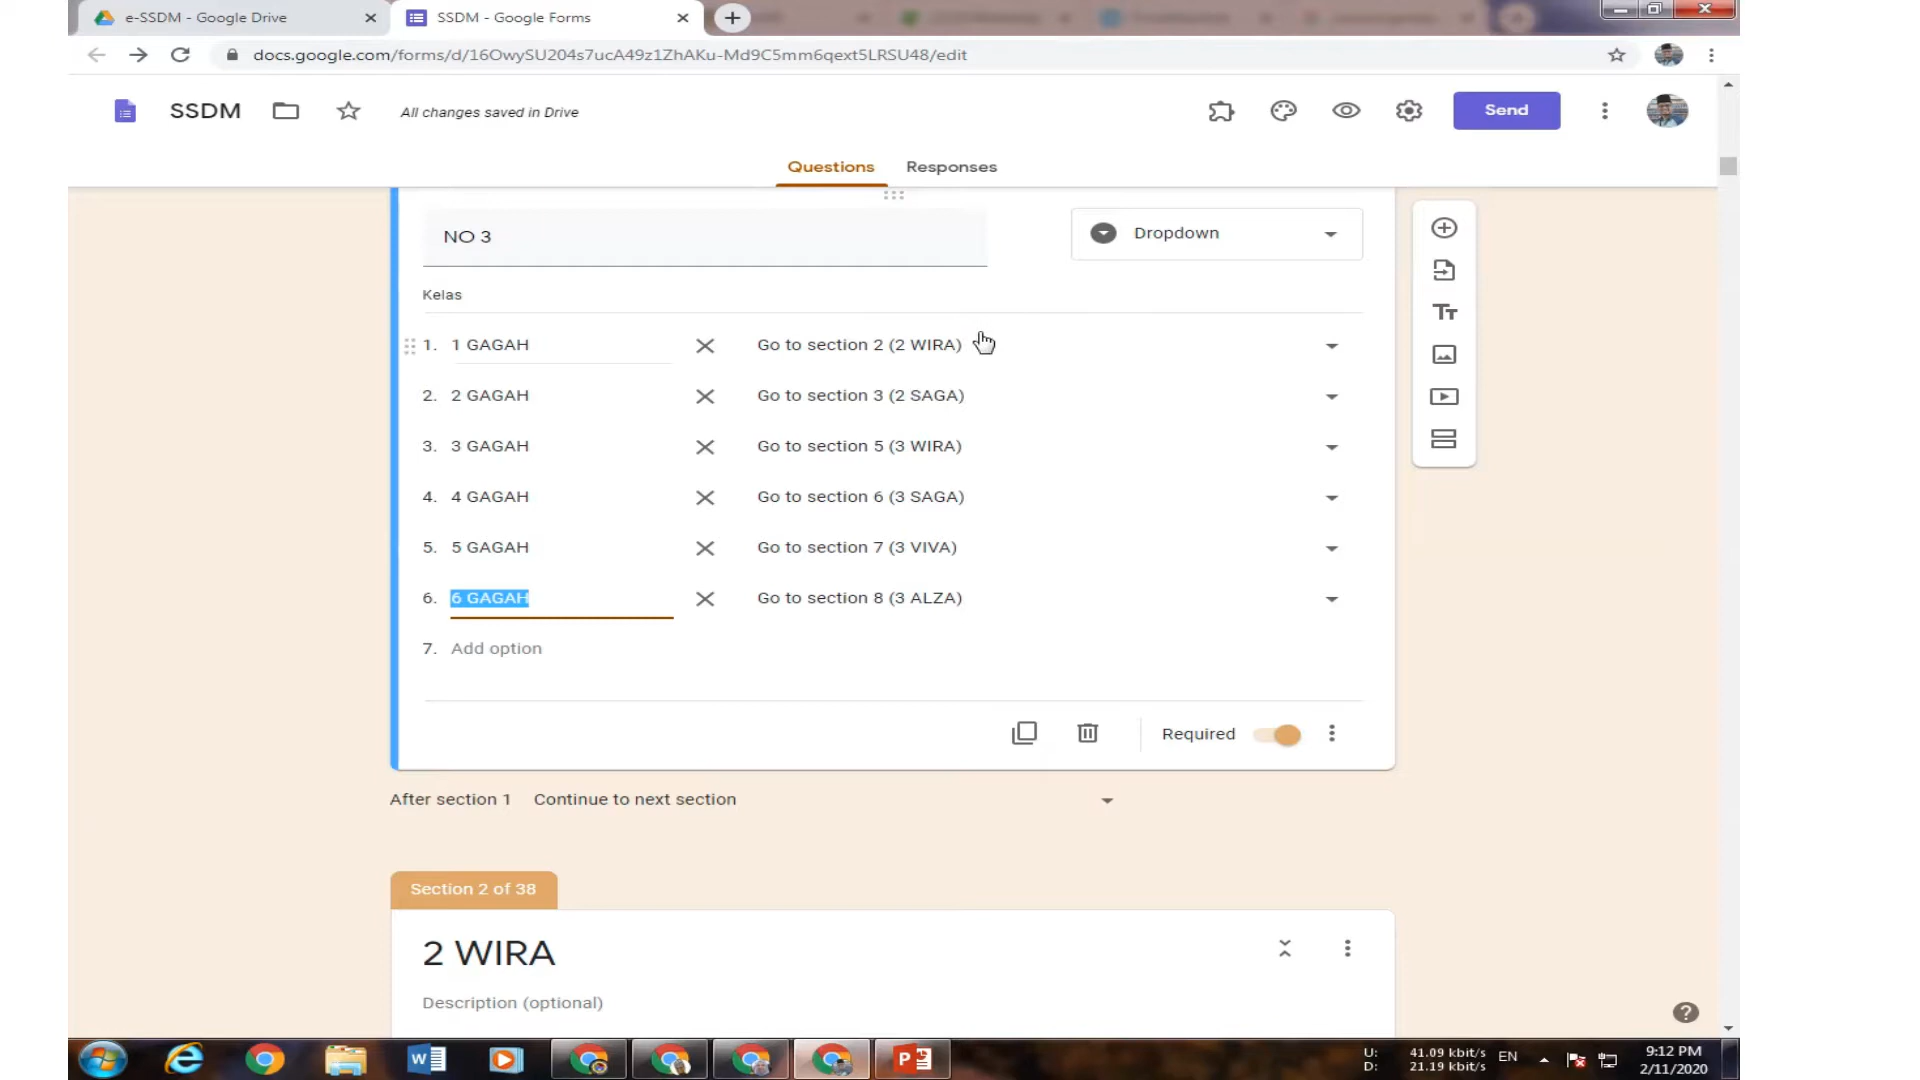 e-SSDM - Google Drive
SSDM - Google Forms
docs.google.com/forms/d/16OwySU204s7ucA49z1ZhAKu-Md9C5mm6qext5LRSU48/edit
SSDM
All changes saved in Drive
Send
Questions
Responses
NO 3
Dropdown
Kelas
1. 1 GAGAH Go to section 2 (2 WIRA)
2. 2 GAGAH Go to section 3 (2 SAGA)
3. 3 GAGAH Go to section 5 (3 WIRA)
4. 4 GAGAH Go to section 6 (3 SAGA)
5. 5 GAGAH Go to section 7 (3 VIVA)
6. 6 GAGAH Go to section 8 (3 ALZA)
7. Add option
Required
After section 1 Continue to next section
Section 2 of 38
2 WIRA
Description (optional)
U: 41.09 kbit/s
D: 21.19 kbit/s
EN
9:12 PM
2/11/2020